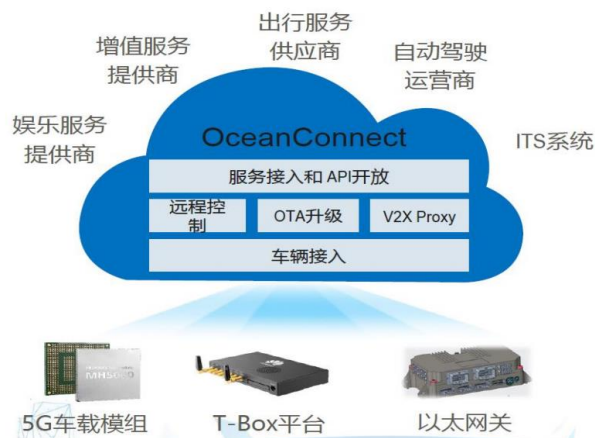 出行服务
供应商
增值服务
提供商
自动驾驶
运营商
娱乐服务
提供商
ITS系统
OceanConnect
服务接入和 API开放
远程控
制
OTA升级
V2X Proxy
车辆接入
5G车载模组
T-Box平台
以太网关